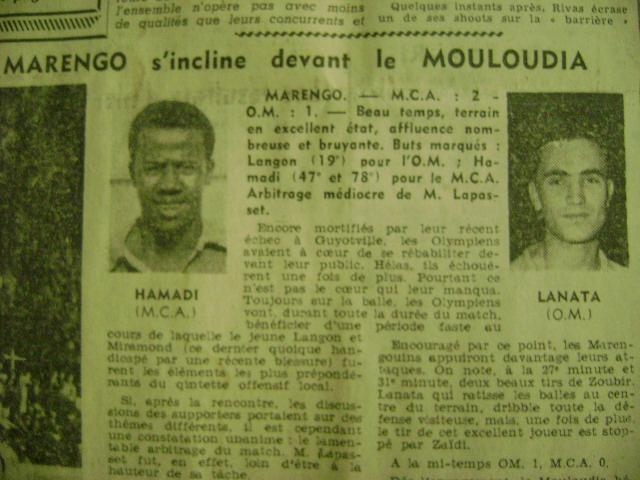 l'ensemble n'opère pas avec moins
de qualités que leurs concurrents et
Quelques instants après, Rivas écrase
un de ses shoots sur la « barrière »
MARENGO s'incline devant le MOULOUDIA
MARENGO. — M.C.A. : 2 -
O.M. : 1. — Beau temps, terrain
en excellent état, affluence nom-
breuse et bruyante. Buts marqués :
Langon (19°) pour l'O.M. ; Ha-
madi (47° et 78°) pour le M.C.A.
Arbitrage médiocre de M. Lapas-
set.
HAMADI
(M.C.A.)
LANATA
(O.M.)
Encore mortifiés par leur récent
échec à Guyotville, les Olympiens
avaient à cœur de se réhabiliter de-
vant leur public. Hélas, ils échouè-
rent une fois de plus. Pourtant ce
n'est pas le cœur qui leur manqua.
Toujours sur la balle, les Olympiens
vont, durant toute la durée du match,
bénéficier d'une période faste au
cours de laquelle le jeune Langon et
Miramond (ce dernier quoique han-
dicapé par une récente blessure) fu-
rent les éléments les plus prépondé-
rants du quintette offensif local.
Si, après la rencontre, les discus-
sions des supporters portaient sur des
thèmes différents, il est cependant
une constatation unanime : le lamen-
table arbitrage du match. M. Lapas-
set fut, en effet, loin d'être à la
hauteur de sa tâche.
Encouragé par ce point, les Maren-
gouins appuiront davantage leurs at-
taques. On note, à la 27e minute et
31e minute, deux beaux tirs de Zoubir.
Lanata qui ratisse les balles au cen-
tre du terrain, dribble toute la dé-
fense visiteuse, mais, une fois de plus,
le tir de cet excellent joueur est stop-
pé par Zaïdi.
A la mi-temps OM. 1, M.C.A. 0.